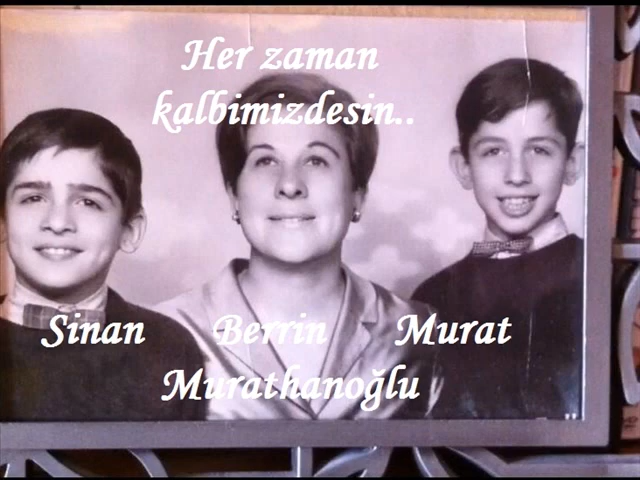 Her zaman
kalbimizdesin..
Sinan Berrin Murat
Murathanoğlu